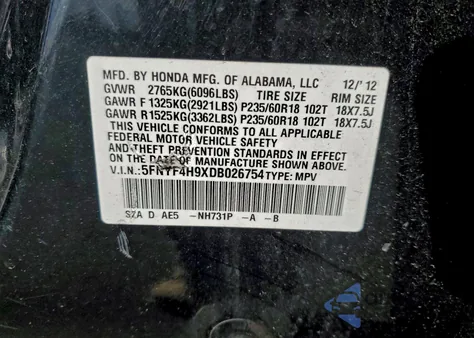 MFD. BY HONDA MFG. OF ALABAMA, LLC 12/'12
GVWR 2765KG(6096LBS) TIRE SIZE RIM SIZE
GAWR F 1325KG(2921LBS) P235/60R18 102T 18X7.5J
GAWR R 1525KG(3362LBS) P235/60R18 102T 18X7.5J
THIS VEHICLE CONFORMS TO ALL APPLICABLE
FEDERAL MOTOR VEHICLE SAFETY
AND THEFT PREVENTION STANDARDS IN EFFECT
ON THE DATE OF MANUFACTURE SHOWN ABOVE.
V.I.N.: 5FNYF4H9XDB026754 TYPE: MPV
SZA D AE5 -NH731P -A -B